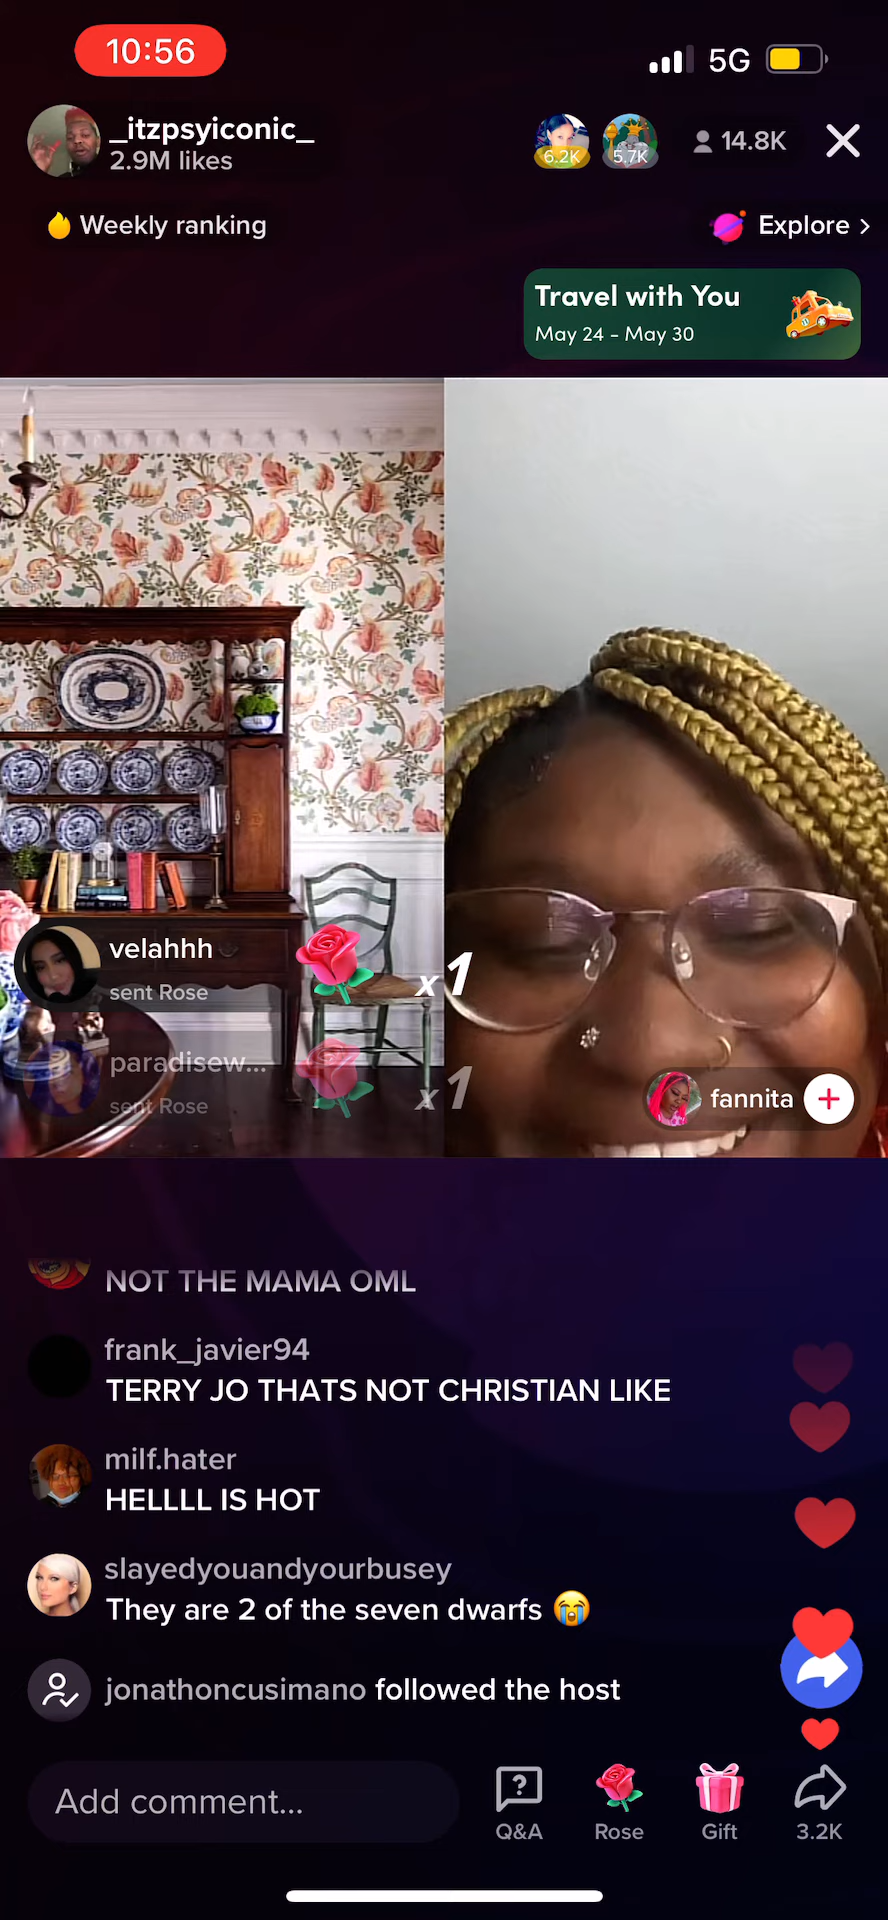 10:56
5G
_itzpsyiconic_
2.9M likes
6.2K
5.7K
14.8K
Weekly ranking
Explore >
Travel with You
May 24 - May 30
velahhh
sent Rose
x1
paradisew...
sent Rose
x1
fannita
NOT THE MAMA OML
frank_javier94
TERRY JO THATS NOT CHRISTIAN LIKE
milf.hater
HELLLL IS HOT
slayedyouandyourbusey
They are 2 of the seven dwarfs 😭
jonathoncusimano followed the host
Add comment...
Q&A
Rose
Gift
3.2K